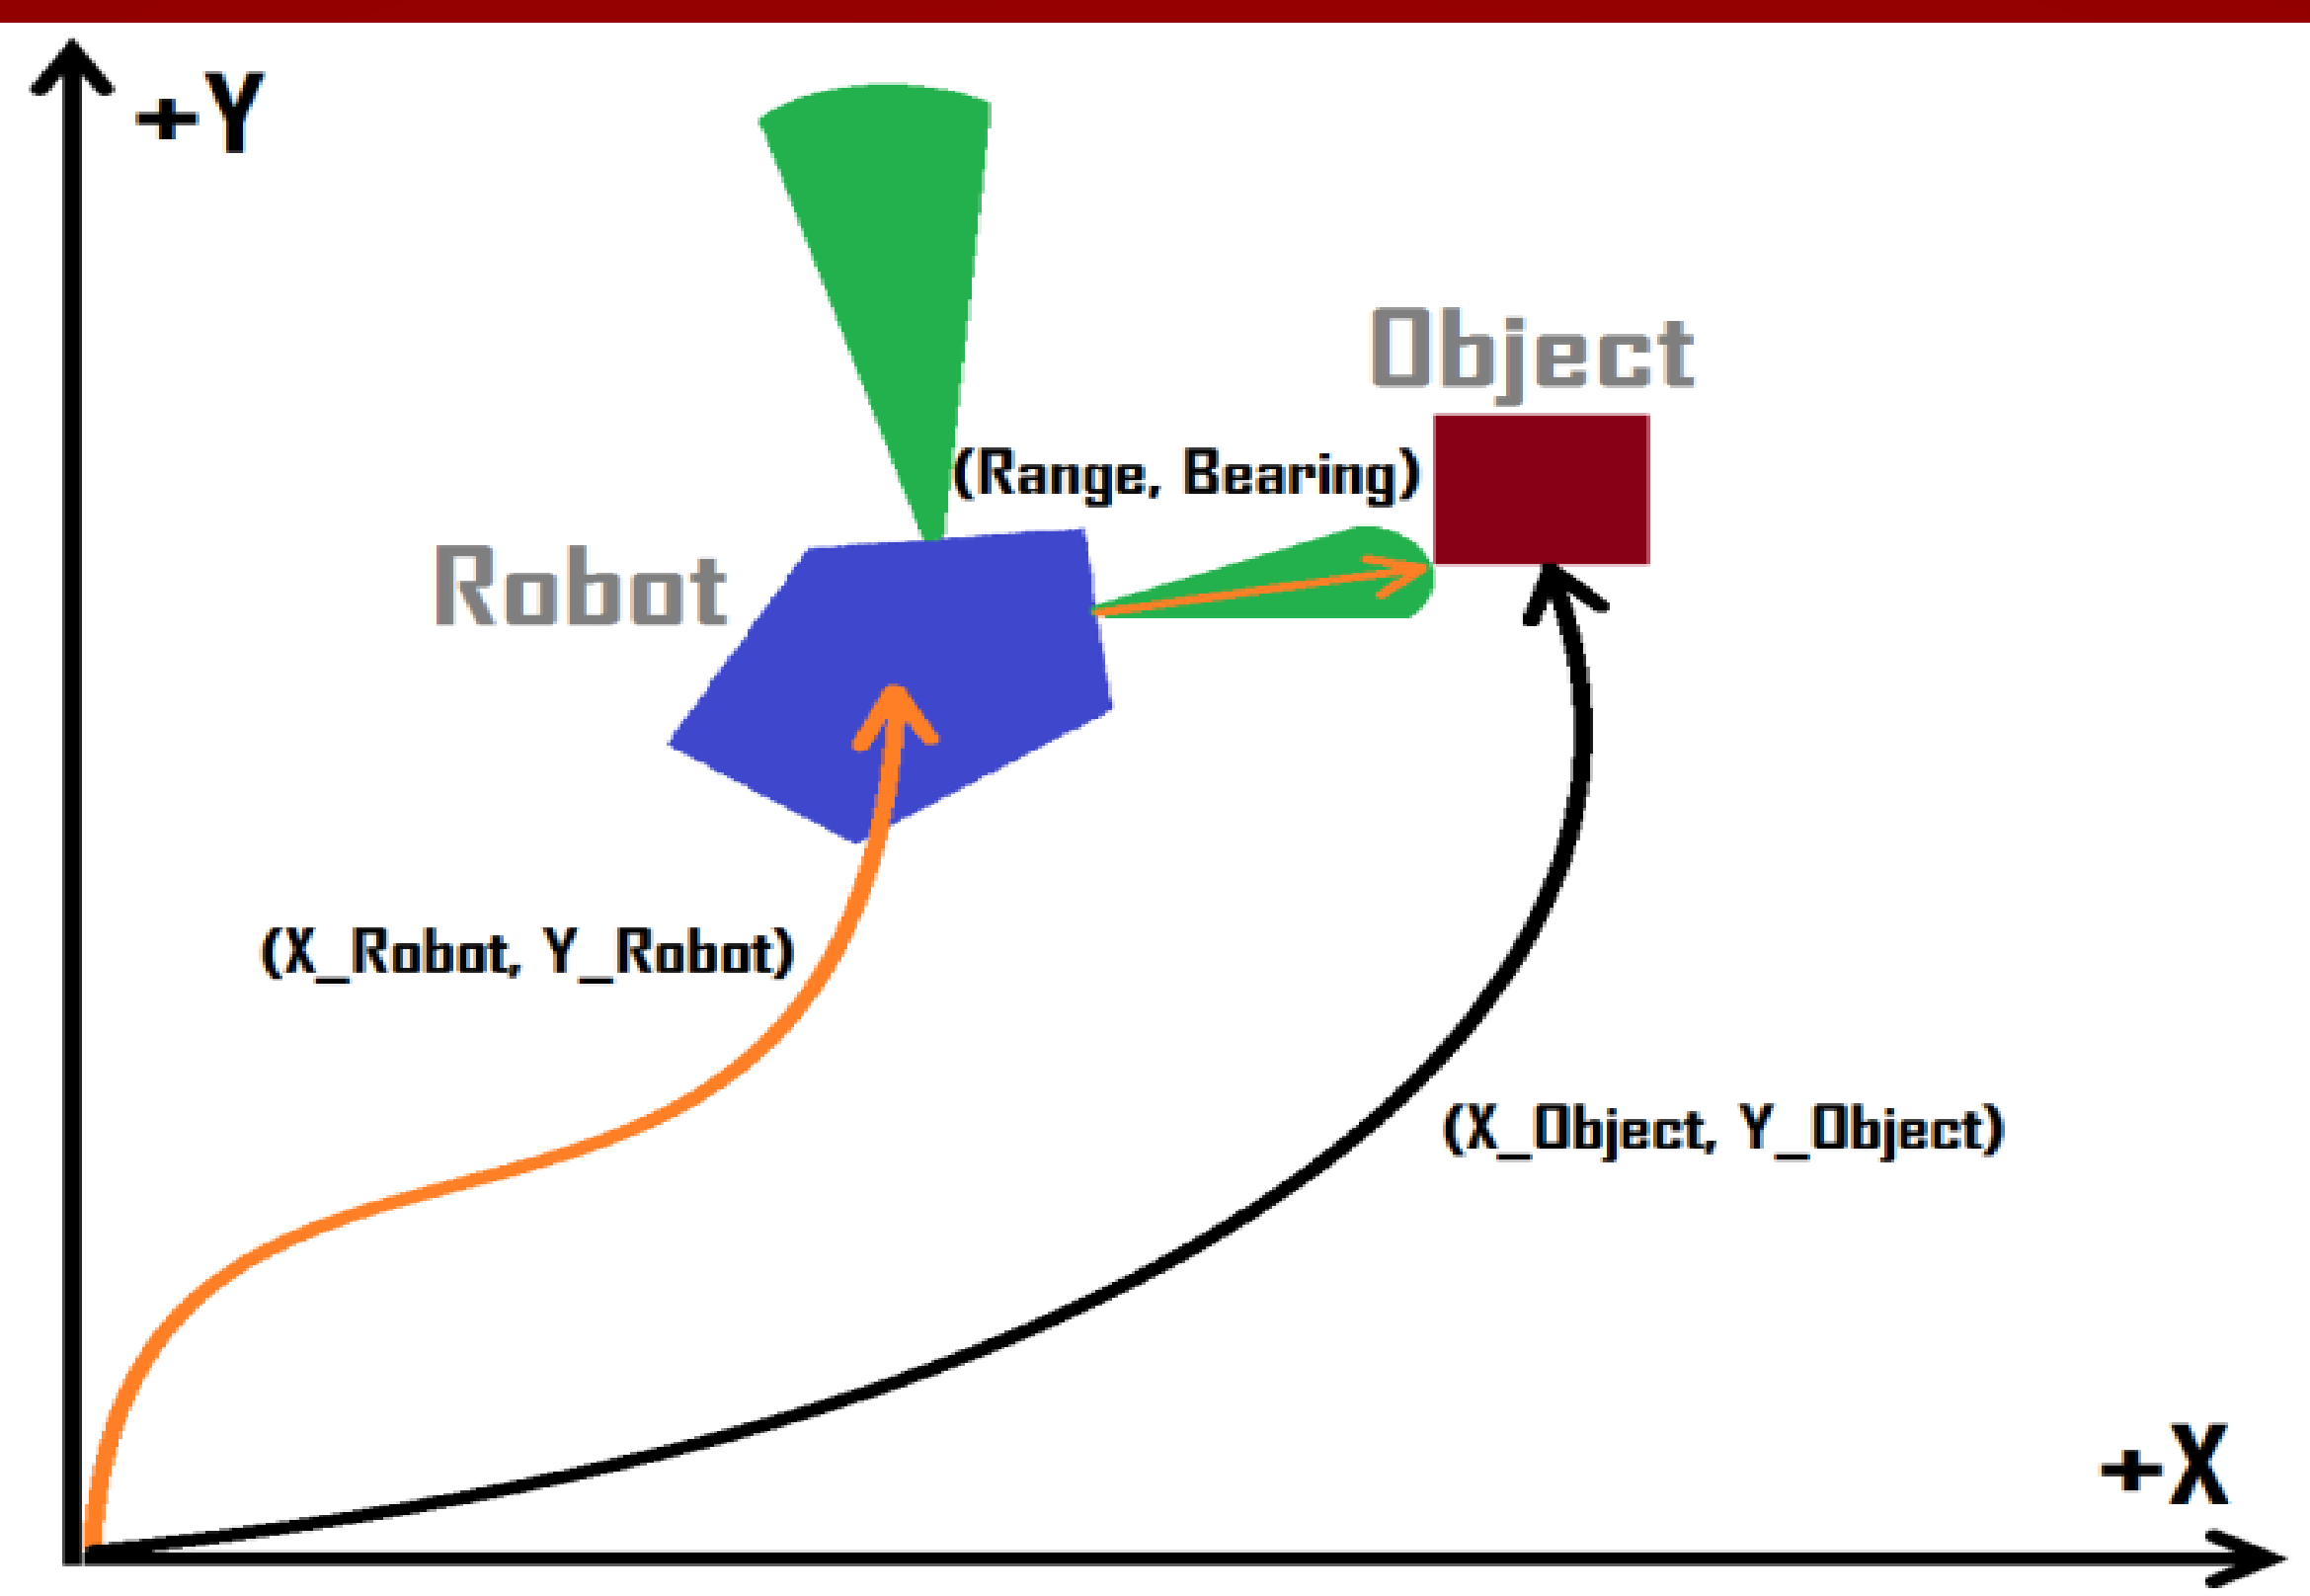 +Y
Object
(Range, Bearing)
Robot
(X_Robot, Y_Robot)
(X_Object, Y_Object)
+X